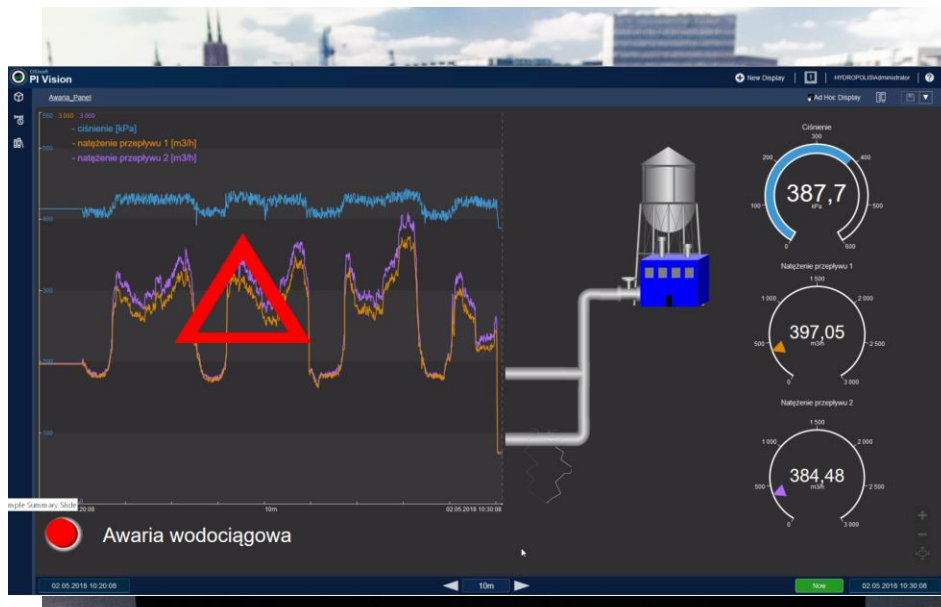 OSIsoft
PI Vision
New Display
1
HYDROPOLIS\Administrator
?
Awaria_Panel
Ad Hoc Display
550 3 000 3 000
- ciśnienie [kPa]
- natężenie przepływu 1 [m3/h]
- natężenie przepływu 2 [m3/h]
500
400
300
200
100
20:08
10m
02.05.2018 10:30:08
mple Summary Slide
Awaria wodociągowa
Ciśnienie
300
200
400
387,7
kPa
100
500
0
600
Natężenie przepływu 1
1 500
1 000
2 000
397,05
m3/h
500
2 500
0
3 000
Natężenie przepływu 2
1 500
1 000
2 000
384,48
m3/h
500
2 500
0
3 000
02.05.2018 10:20:08
10m
Now
02.05.2018 10:30:08